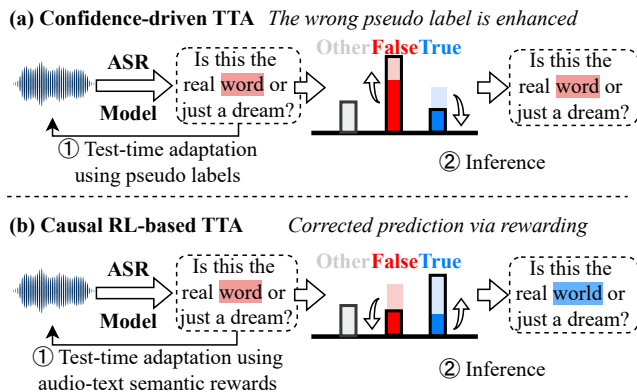 (a) Confidence-driven TTA The wrong pseudo label is enhanced
ASR
Model
Is this the
real word or
just a dream?
Other False True
Is this the
real word or
just a dream?
① Test-time adaptation
using pseudo labels
② Inference
(b) Causal RL-based TTA Corrected prediction via rewarding
ASR
Model
Is this the
real word or
just a dream?
Other False True
Is this the
real world or
just a dream?
① Test-time adaptation using
audio-text semantic rewards
② Inference